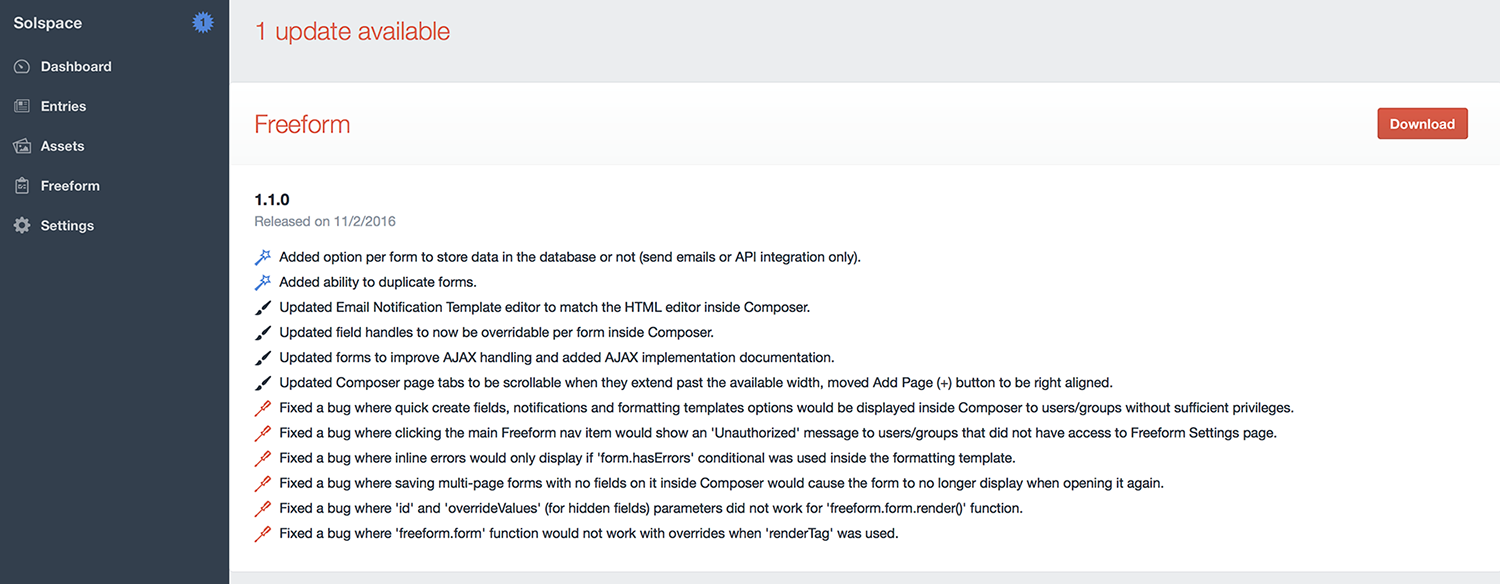 Solspace
1
Dashboard
Entries
Assets
Freeform
Settings
1 update available
Freeform
Download
1.1.0
Released on 11/2/2016
Added option per form to store data in the database or not (send emails or API integration only).
Added ability to duplicate forms.
Updated Email Notification Template editor to match the HTML editor inside Composer.
Updated field handles to now be overridable per form inside Composer.
Updated forms to improve AJAX handling and added AJAX implementation documentation.
Updated Composer page tabs to be scrollable when they extend past the available width, moved Add Page (+) button to be right aligned.
Fixed a bug where quick create fields, notifications and formatting templates options would be displayed inside Composer to users/groups without sufficient privileges.
Fixed a bug where clicking the main Freeform nav item would show an 'Unauthorized' message to users/groups that did not have access to Freeform Settings page.
Fixed a bug where inline errors would only display if 'form.hasErrors' conditional was used inside the formatting template.
Fixed a bug where saving multi-page forms with no fields on it inside Composer would cause the form to no longer display when opening it again.
Fixed a bug where 'id' and 'overrideValues' (for hidden fields) parameters did not work for 'freeform.form.render()' function.
Fixed a bug where 'freeform.form' function would not work with overrides when 'renderTag' was used.